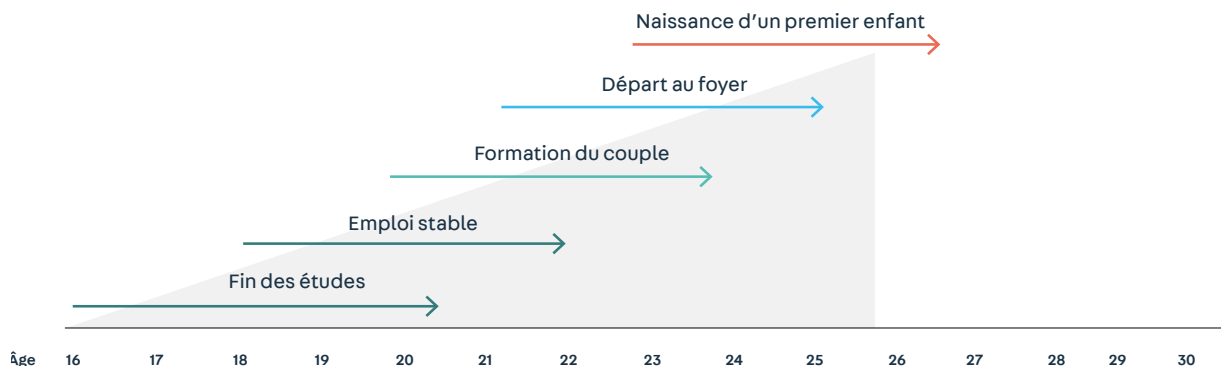 Naissance d’un premier enfant
Départ au foyer
Formation du couple
Emploi stable
Fin des études
Âge 16 17 18 19 20 21 22 23 24 25 26 27 28 29 30